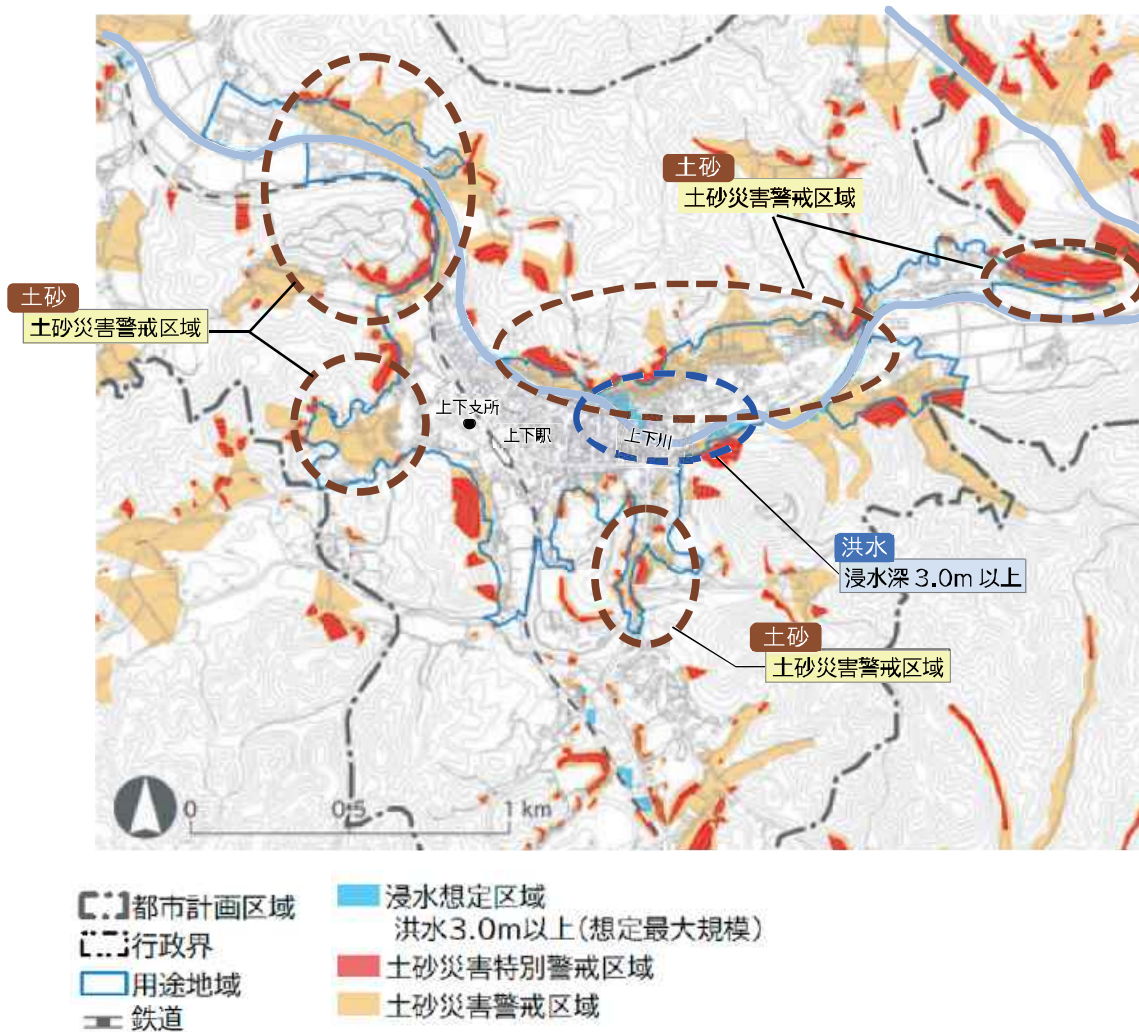 土砂
土砂災害警戒区域
土砂
土砂災害警戒区域
上下支所
上下駅
上下川
洪水
浸水深3.0m以上
土砂
土砂災害警戒区域
0
0.5
1 km
都市計画区域
行政界
用途地域
鉄道
浸水想定区域
洪水3.0m以上(想定最大規模)
土砂災害特別警戒区域
土砂災害警戒区域